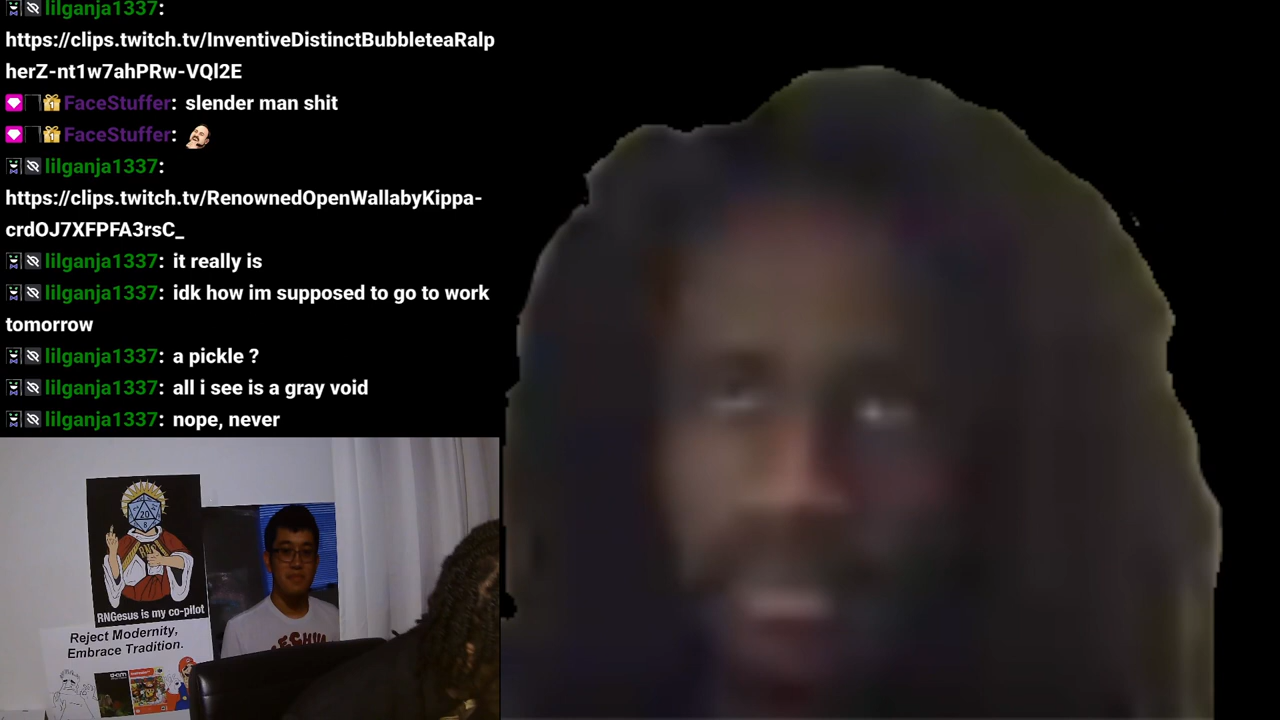 lilganja1337:
https://clips.twitch.tv/InventiveDistinctBubbleteaRalp
herZ-nt1w7ahPRw-VQl2E
FaceStuffer: slender man shit
FaceStuffer:
lilganja1337:
https://clips.twitch.tv/RenownedOpenWallabyKippa-
crdOJ7XFPFA3rsC_
lilganja1337: it really is
lilganja1337: idk how im supposed to go to work
tomorrow
lilganja1337: a pickle ?
lilganja1337: all i see is a gray void
lilganja1337: nope, never
20
8
RNGesus is my co-pilot
Reject Modernity,
Embrace Tradition.